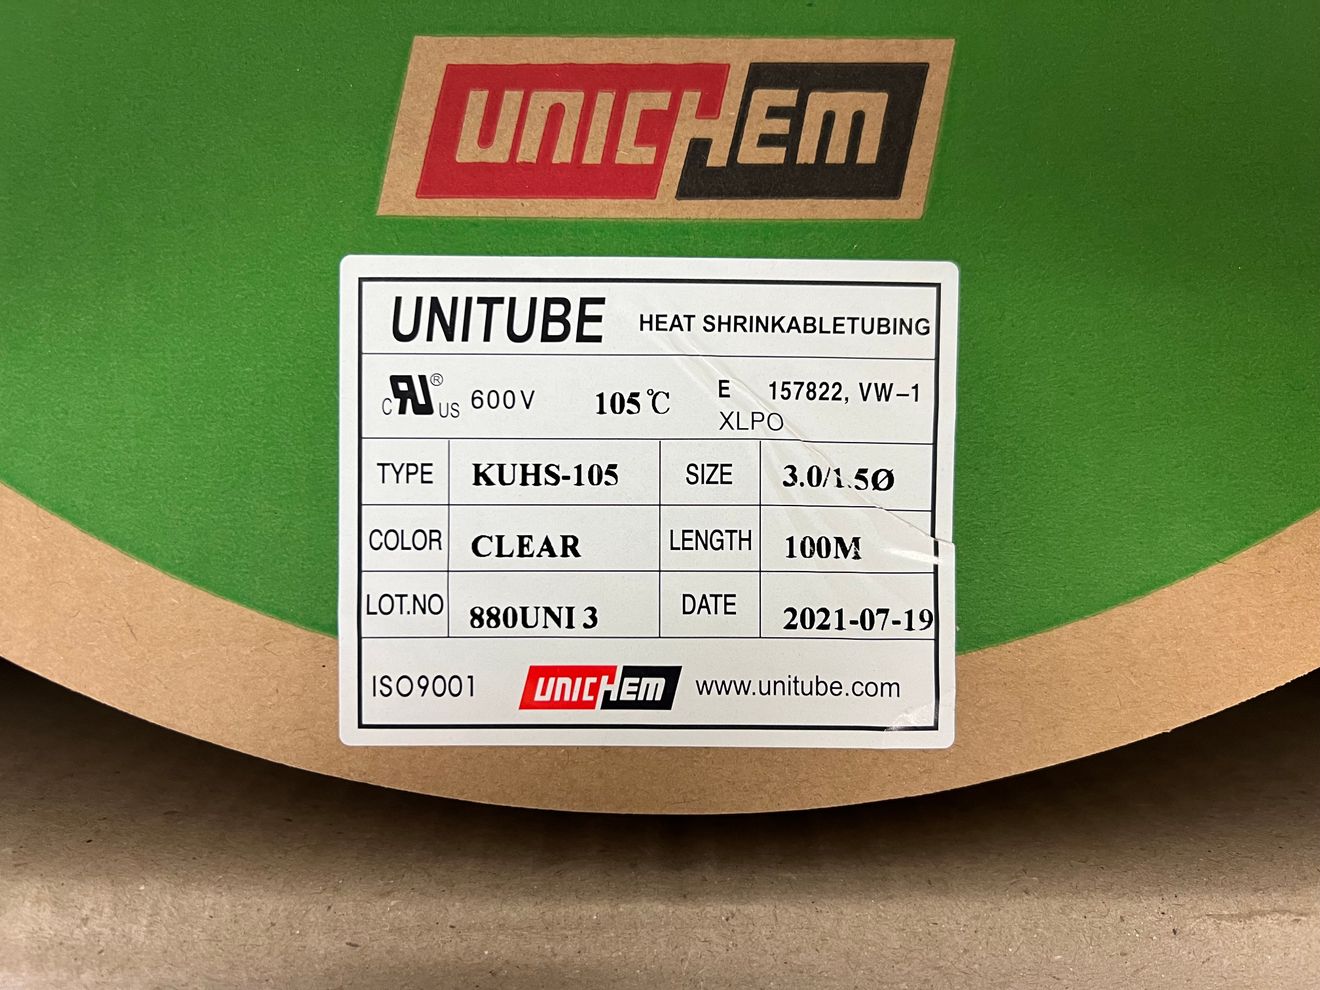 UNICHEM
UNITUBE HEAT SHRINKABLETUBING
c RU ® US 600V 105℃ E 157822, VW-1
XLPO
TYPE KUHS-105 SIZE 3.0/1.5Ø
COLOR CLEAR LENGTH 100M
LOT.NO 880UNI 3 DATE 2021-07-19
ISO9001 UNICHEM www.unitube.com